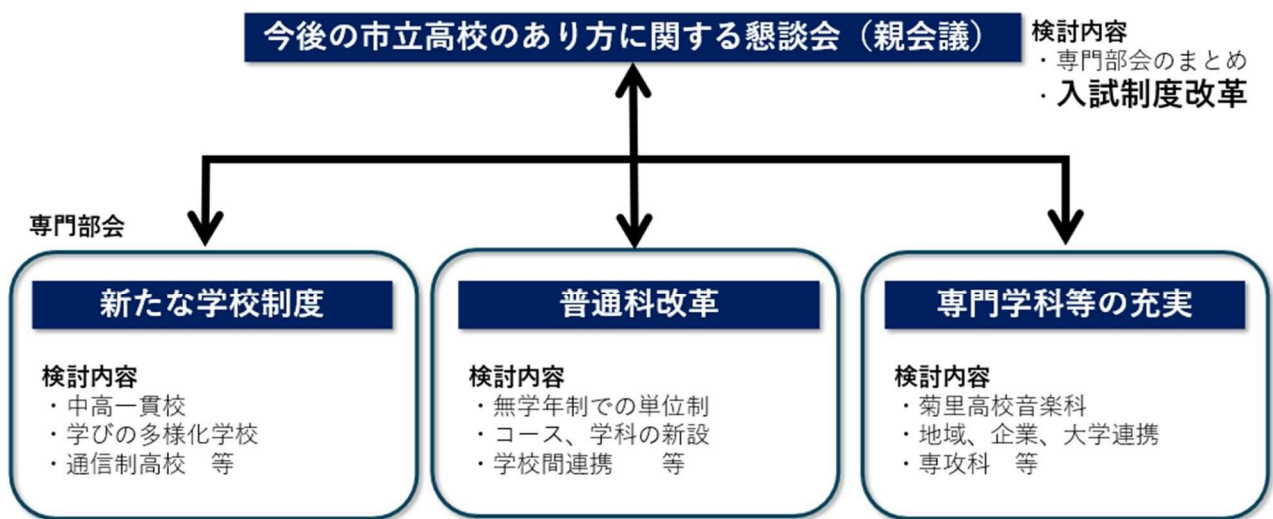 今後の市立高校のあり方に関する懇談会（親会議）
検討内容
・専門部会のまとめ
・入試制度改革
専門部会
新たな学校制度
検討内容
・中高一貫校
・学びの多様化学校
・通信制高校　等
普通科改革
検討内容
・無学年制での単位制
・コース、学科の新設
・学校間連携　　等
専門学科等の充実
検討内容
・菊里高校音楽科
・地域、企業、大学連携
・専攻科　等